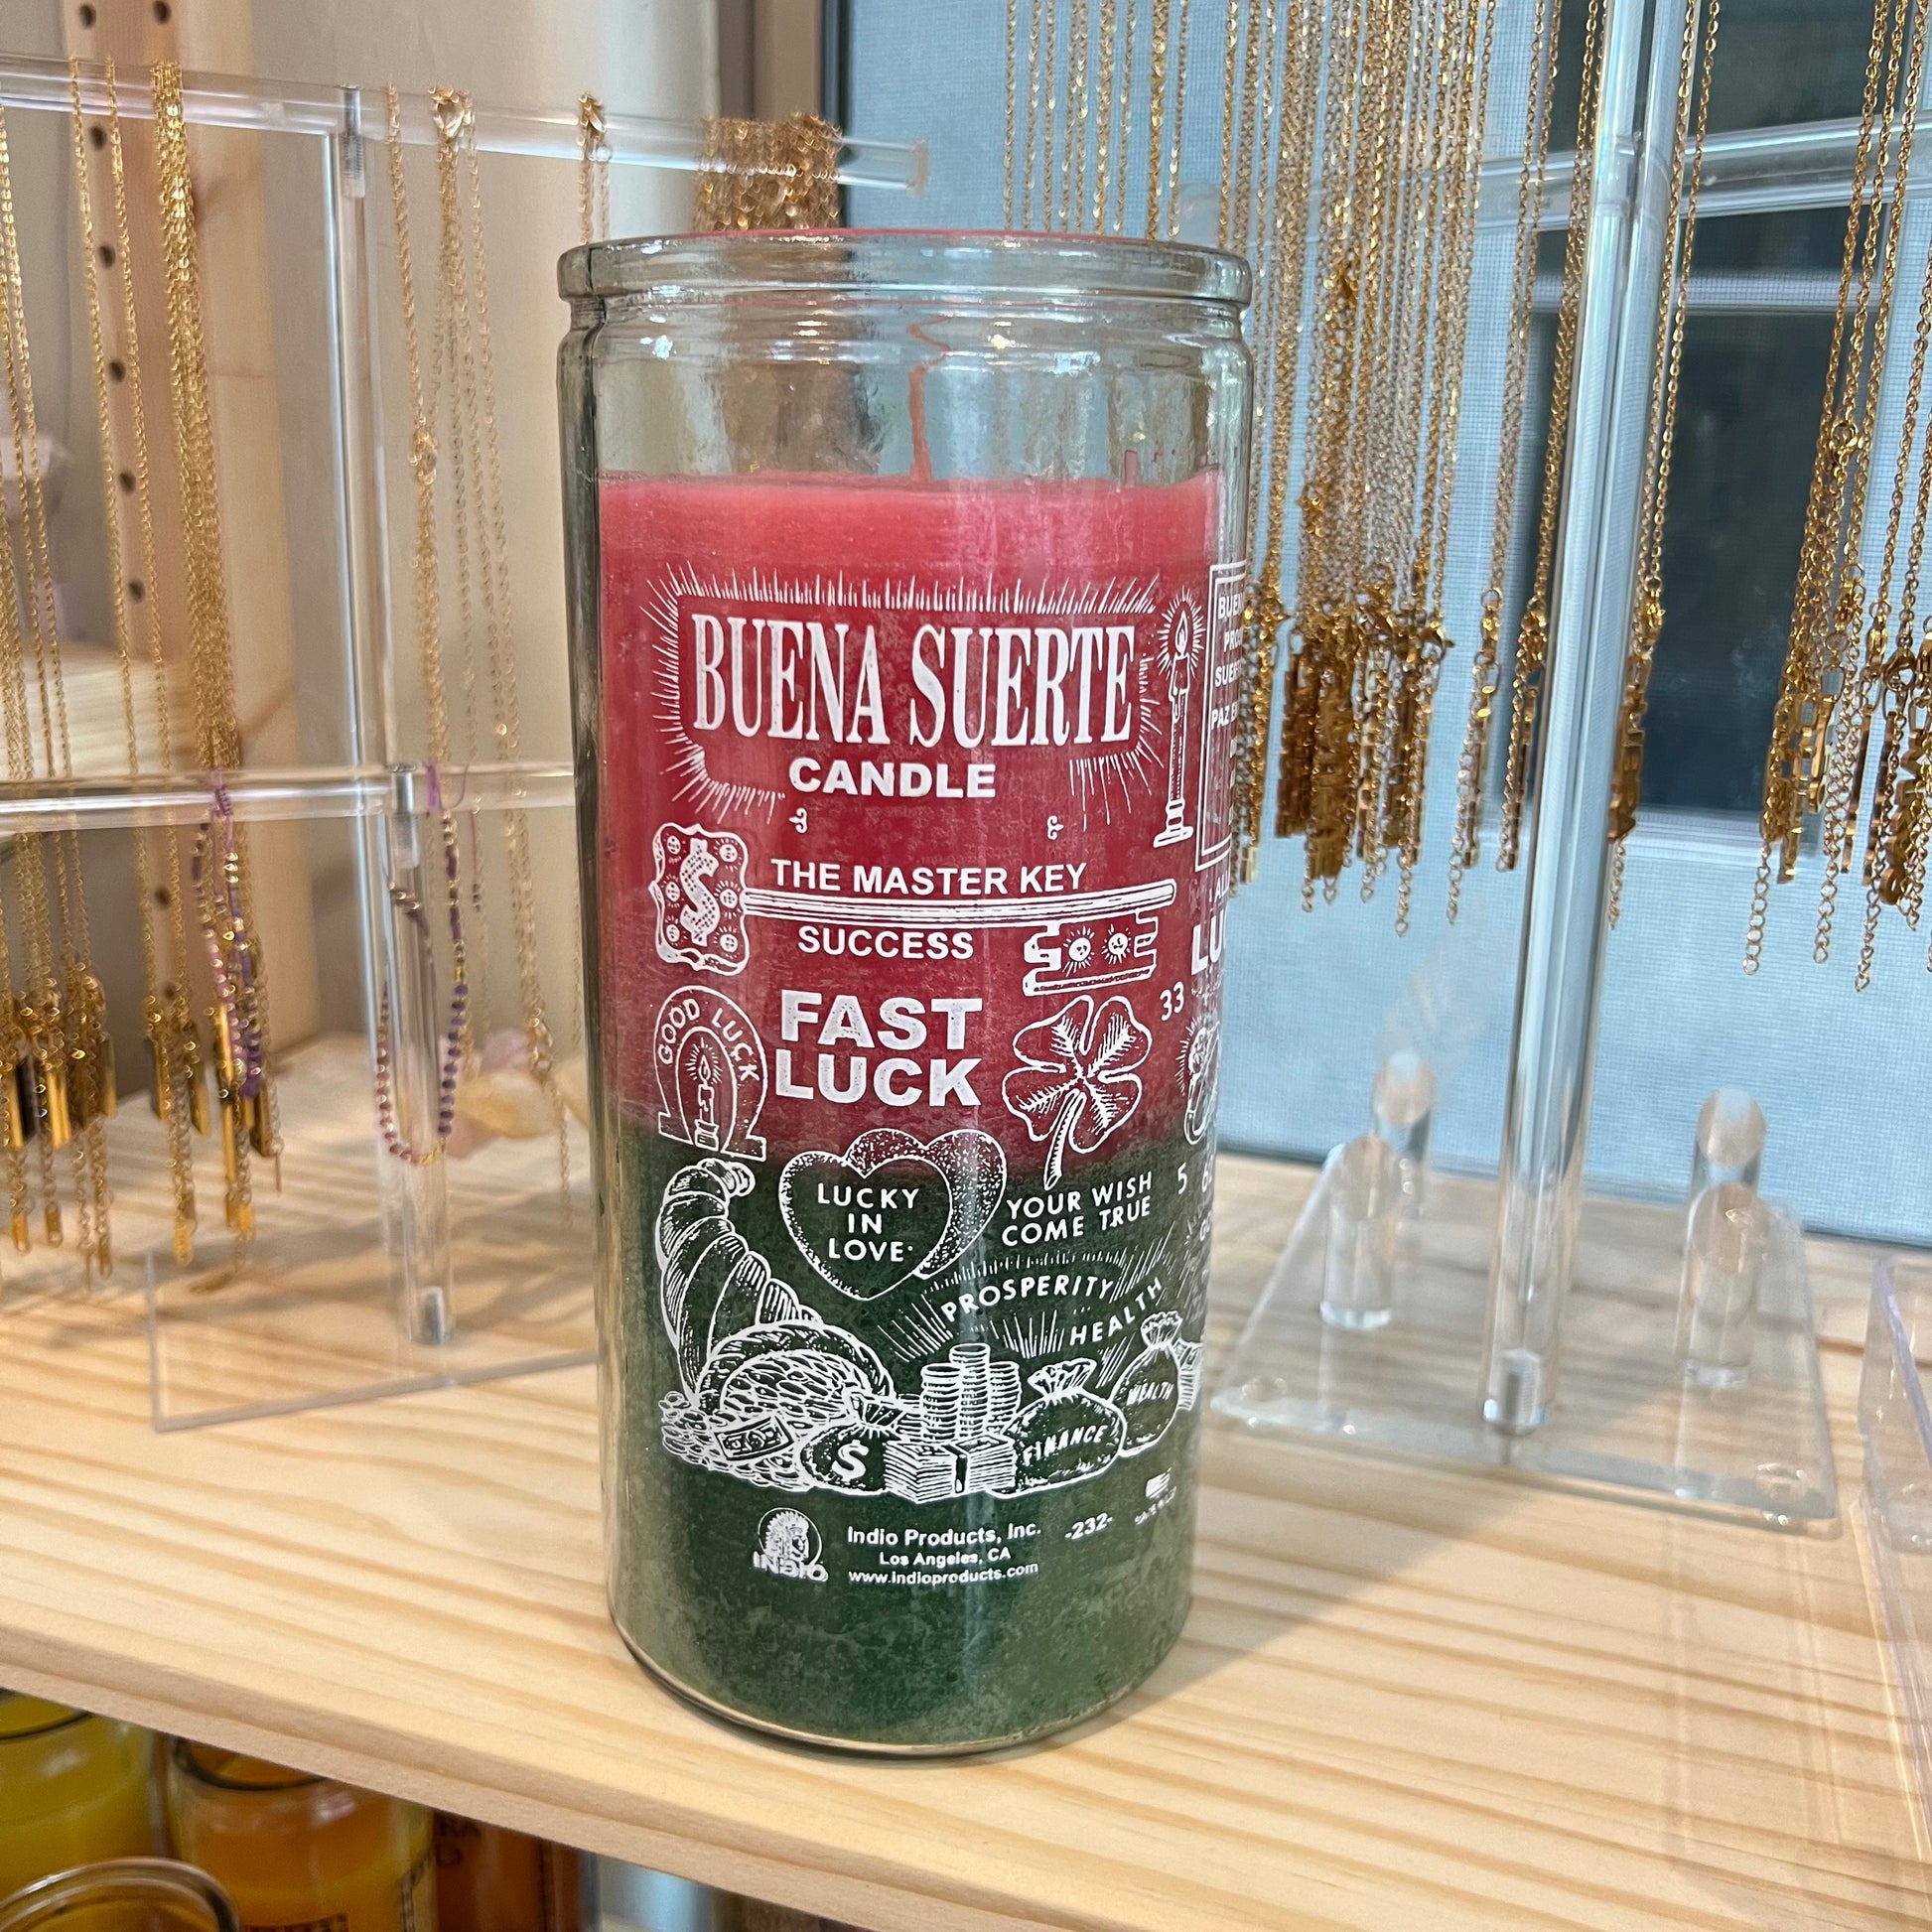 BUENA SUERTE
CANDLE
THE MASTER KEY
SUCCESS
GOOD LUCK
FAST
LUCK
33
LUCKY
IN
LOVE
YOUR WISH
COME TRUE
5
PROSPERITY
HEALTH
WEALTH
FINANCE
$
$
INDIO
Indio Products, Inc.
Los Angeles, CA
www.indioproducts.com
-232-